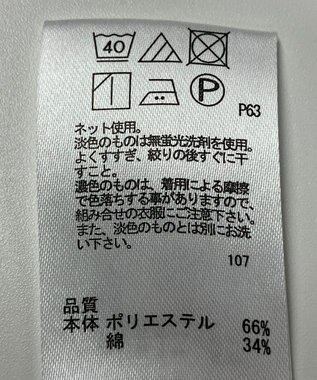 40
P
P63
ネット使用。
淡色のものは無蛍光洗剤を使用。
よくすすぎ、絞りの後すぐに干
すこと。
濃色のものは、着用による摩擦
で色落ちする事がありますので、
組み合せの衣服にご注意下さい。
また、淡色のものとは別にお洗
い下さい。
107
品質
本体 ポリエステル 66%
綿 34%